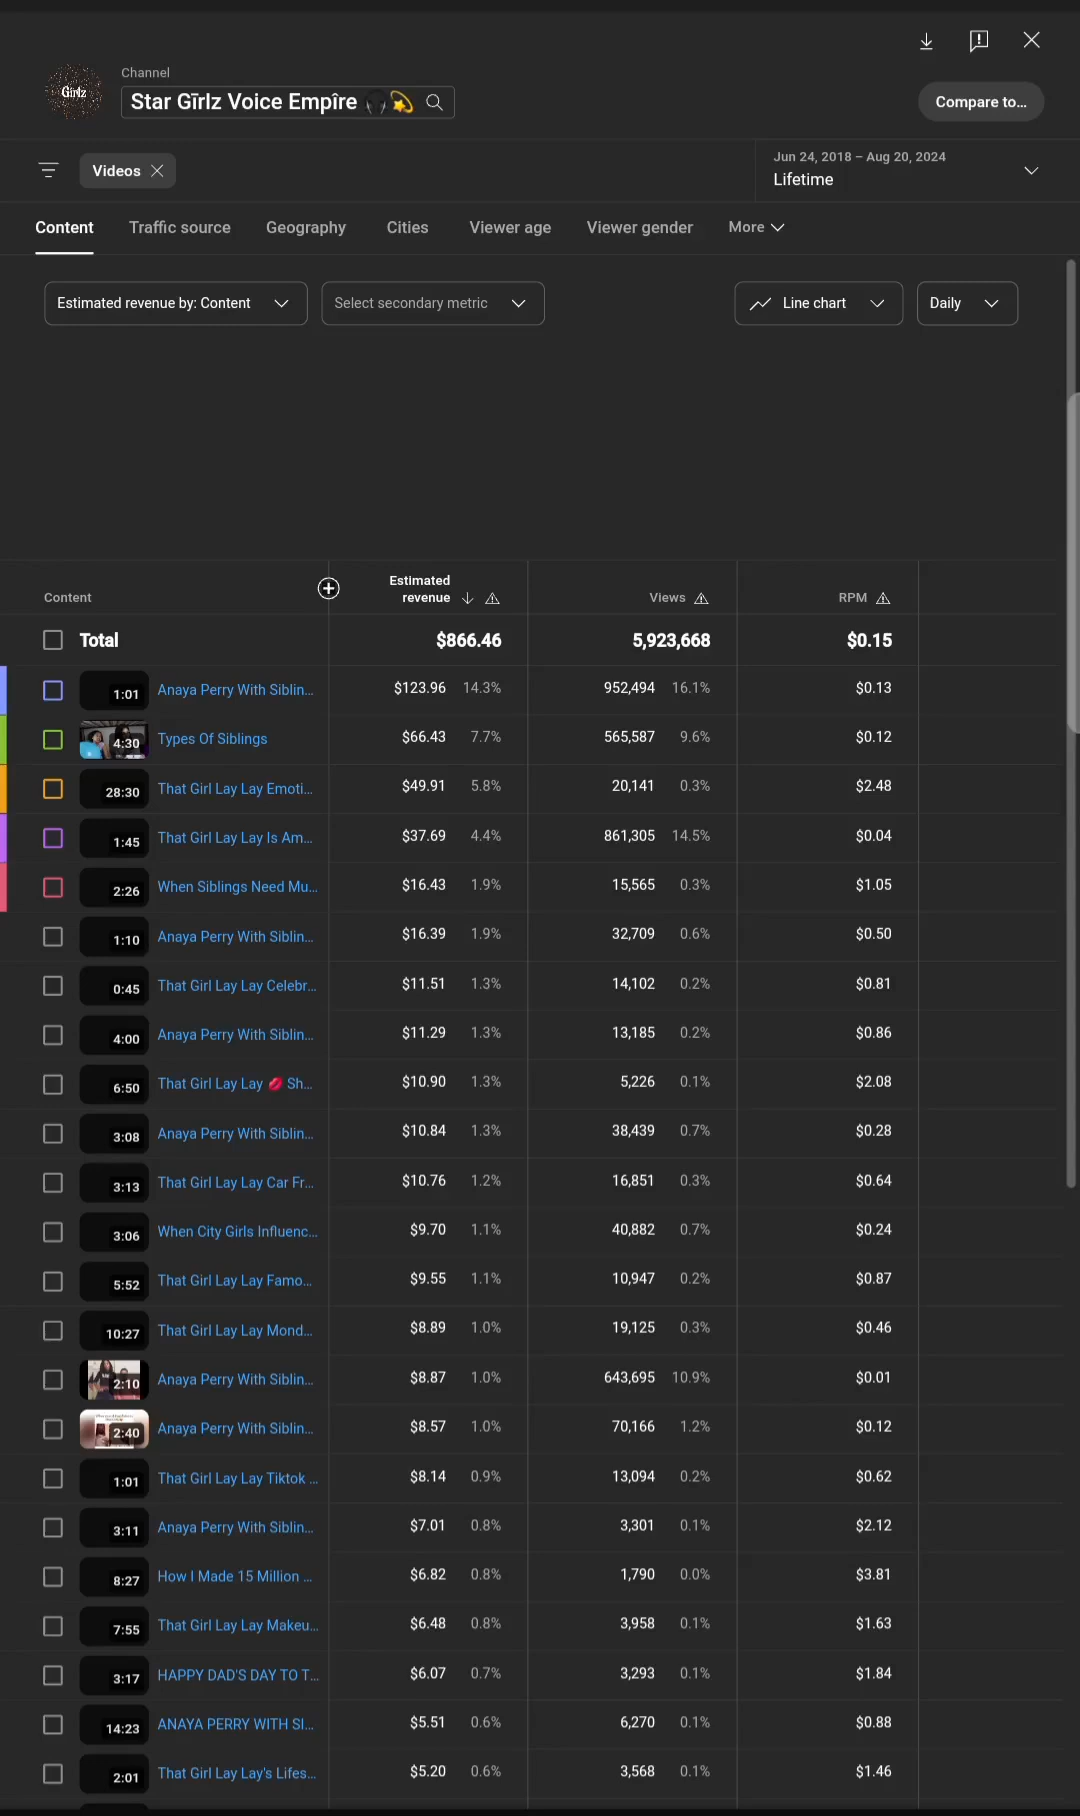 Girlz
Channel
Star Gīrlz Voice Empîre 🎧💫
Compare to...
Videos
Jun 24, 2018 – Aug 20, 2024
Lifetime
Content Traffic source Geography Cities Viewer age Viewer gender More
Estimated revenue by: Content Select secondary metric Line chart Daily
Content Estimated revenue Views RPM
Total $866.46 5,923,668 $0.15
1:01 Anaya Perry With Siblin... $123.96 14.3% 952,494 16.1% $0.13
4:30 Types Of Siblings $66.43 7.7% 565,587 9.6% $0.12
28:30 That Girl Lay Lay Emoti... $49.91 5.8% 20,141 0.3% $2.48
1:45 That Girl Lay Lay Is Am... $37.69 4.4% 861,305 14.5% $0.04
2:26 When Siblings Need Mu... $16.43 1.9% 15,565 0.3% $1.05
1:10 Anaya Perry With Siblin... $16.39 1.9% 32,709 0.6% $0.50
0:45 That Girl Lay Lay Celebr... $11.51 1.3% 14,102 0.2% $0.81
4:00 Anaya Perry With Siblin... $11.29 1.3% 13,185 0.2% $0.86
6:50 That Girl Lay Lay 💋 Sh... $10.90 1.3% 5,226 0.1% $2.08
3:08 Anaya Perry With Siblin... $10.84 1.3% 38,439 0.7% $0.28
3:13 That Girl Lay Lay Car Fr... $10.76 1.2% 16,851 0.3% $0.64
3:06 When City Girls Influenc... $9.70 1.1% 40,882 0.7% $0.24
5:52 That Girl Lay Lay Famo... $9.55 1.1% 10,947 0.2% $0.87
10:27 That Girl Lay Lay Mond... $8.89 1.0% 19,125 0.3% $0.46
2:10 Anaya Perry With Siblin... $8.87 1.0% 643,695 10.9% $0.01
2:40 Anaya Perry With Siblin... $8.57 1.0% 70,166 1.2% $0.12
1:01 That Girl Lay Lay Tiktok ... $8.14 0.9% 13,094 0.2% $0.62
3:11 Anaya Perry With Siblin... $7.01 0.8% 3,301 0.1% $2.12
8:27 How I Made 15 Million ... $6.82 0.8% 1,790 0.0% $3.81
7:55 That Girl Lay Lay Makeu... $6.48 0.8% 3,958 0.1% $1.63
3:17 HAPPY DAD'S DAY TO T... $6.07 0.7% 3,293 0.1% $1.84
14:23 ANAYA PERRY WITH SI... $5.51 0.6% 6,270 0.1% $0.88
2:01 That Girl Lay Lay's Lifes... $5.20 0.6% 3,568 0.1% $1.46